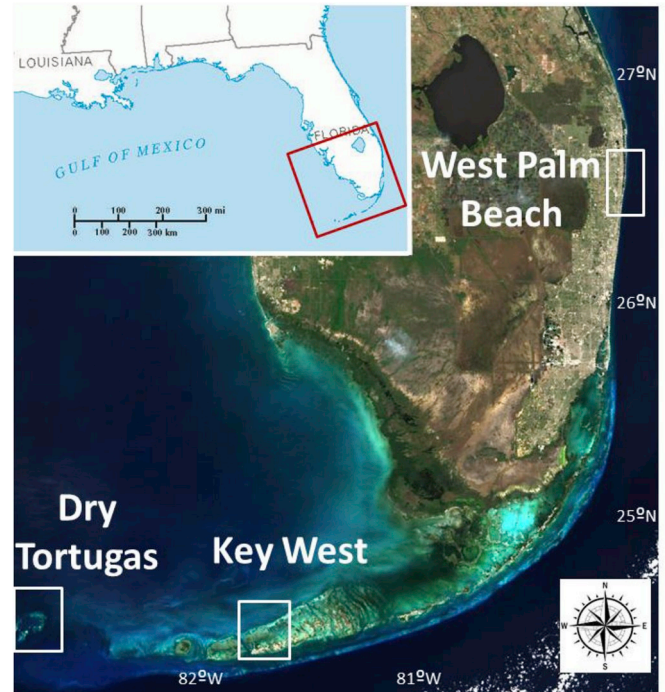 LOUISIANA
FLORIDA
GULF OF MEXICO
0 100 200 300 mi
0 100 200 300 km
27ºN
West Palm
Beach
26ºN
25ºN
Dry
Tortugas
Key West
82ºW
81ºW
N
W
E
S